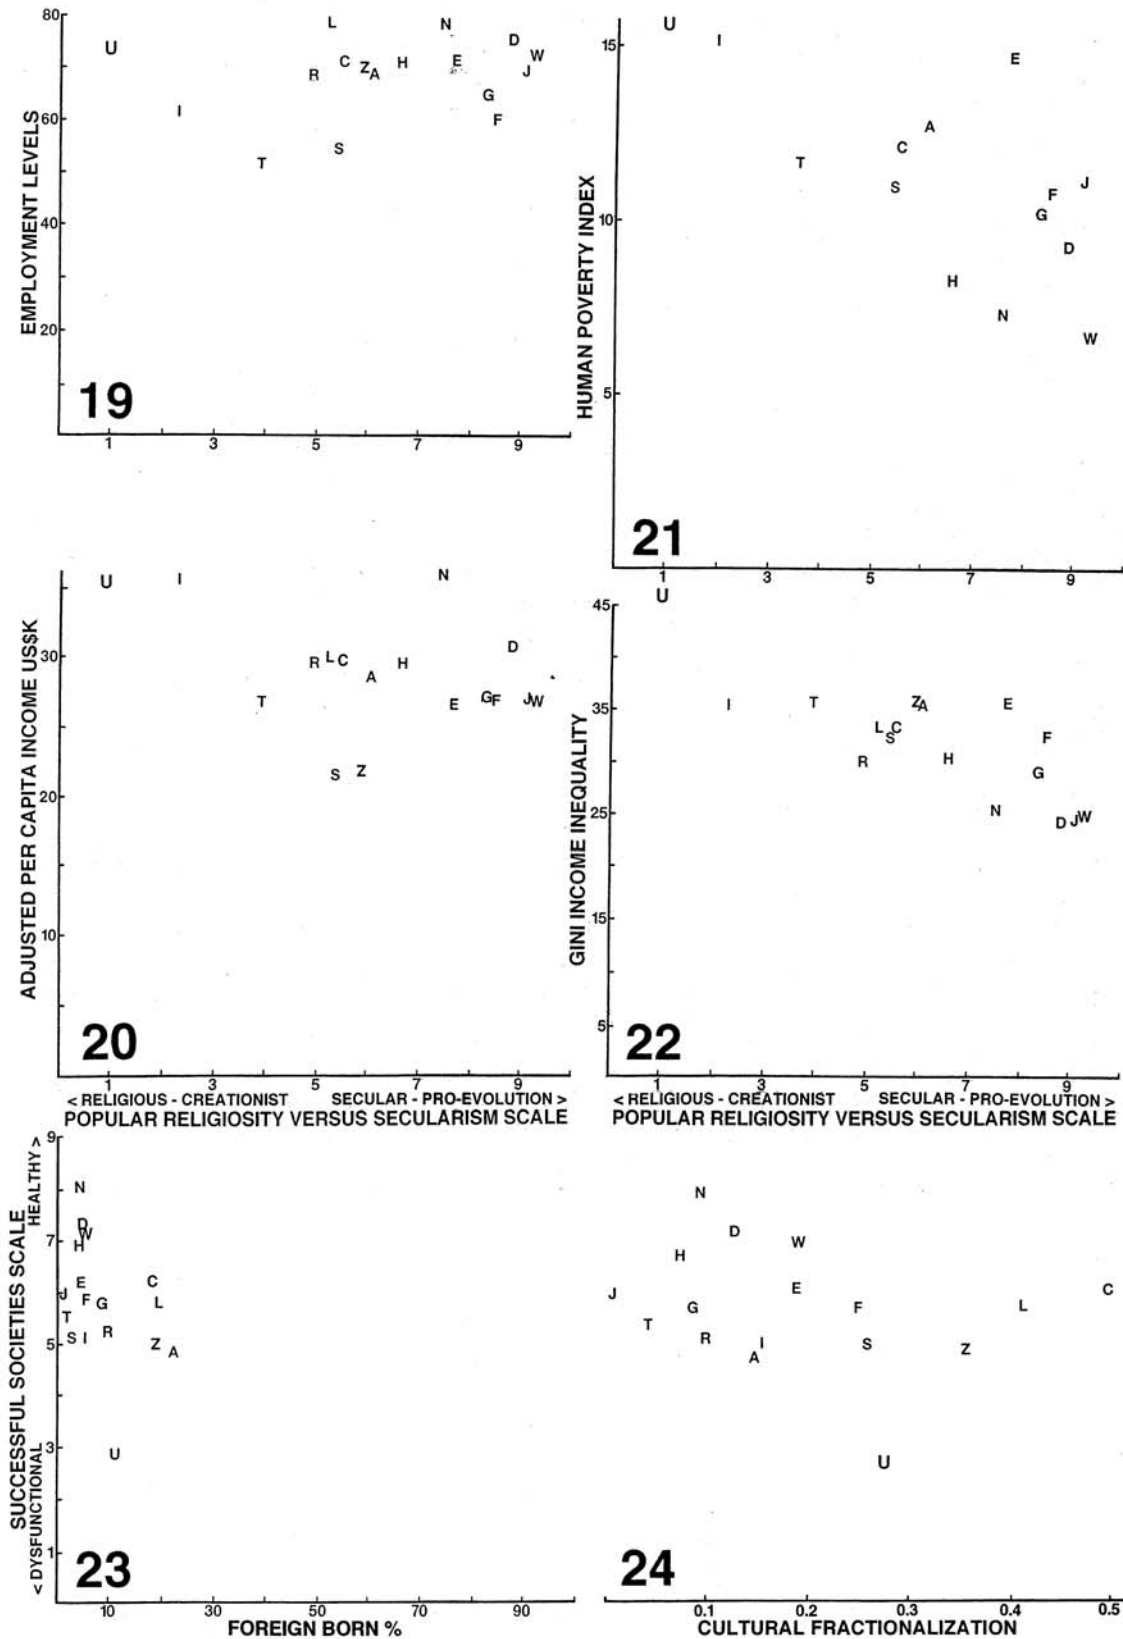 EMPLOYMENT LEVELS
80
60
40
20
U
I
T
R
L
C
S
Z
A
H
N
E
G
F
D
J
W
19
1
3
5
7
9
HUMAN POVERTY INDEX
15
10
5
U
I
T
S
C
A
H
N
E
G
F
D
J
W
21
1
3
5
7
9
ADJUSTED PER CAPITA INCOME US$K
30
20
10
U
I
T
R
L
C
S
Z
A
H
N
E
G
F
D
J
W
20
1
3
5
7
9
< RELIGIOUS - CREATIONIST
SECULAR - PRO-EVOLUTION >
POPULAR RELIGIOSITY VERSUS SECULARISM SCALE
GINI INCOME INEQUALITY
45
35
25
15
5
U
I
T
R
L
S
C
Z
A
H
N
E
G
F
D
J
W
22
1
3
5
7
9
< RELIGIOUS - CREATIONIST
SECULAR - PRO-EVOLUTION >
POPULAR RELIGIOSITY VERSUS SECULARISM SCALE
SUCCESSFUL SOCIETIES SCALE
< DYSFUNCTIONAL
HEALTHY >
9
7
5
3
1
N
D
W
H
E
J
F
G
T
S
I
R
C
L
Z
A
U
23
10
30
50
70
90
FOREIGN BORN %
N
D
W
H
E
J
G
F
T
R
I
A
S
Z
L
C
U
24
0.1
0.2
0.3
0.4
0.5
CULTURAL FRACTIONALIZATION